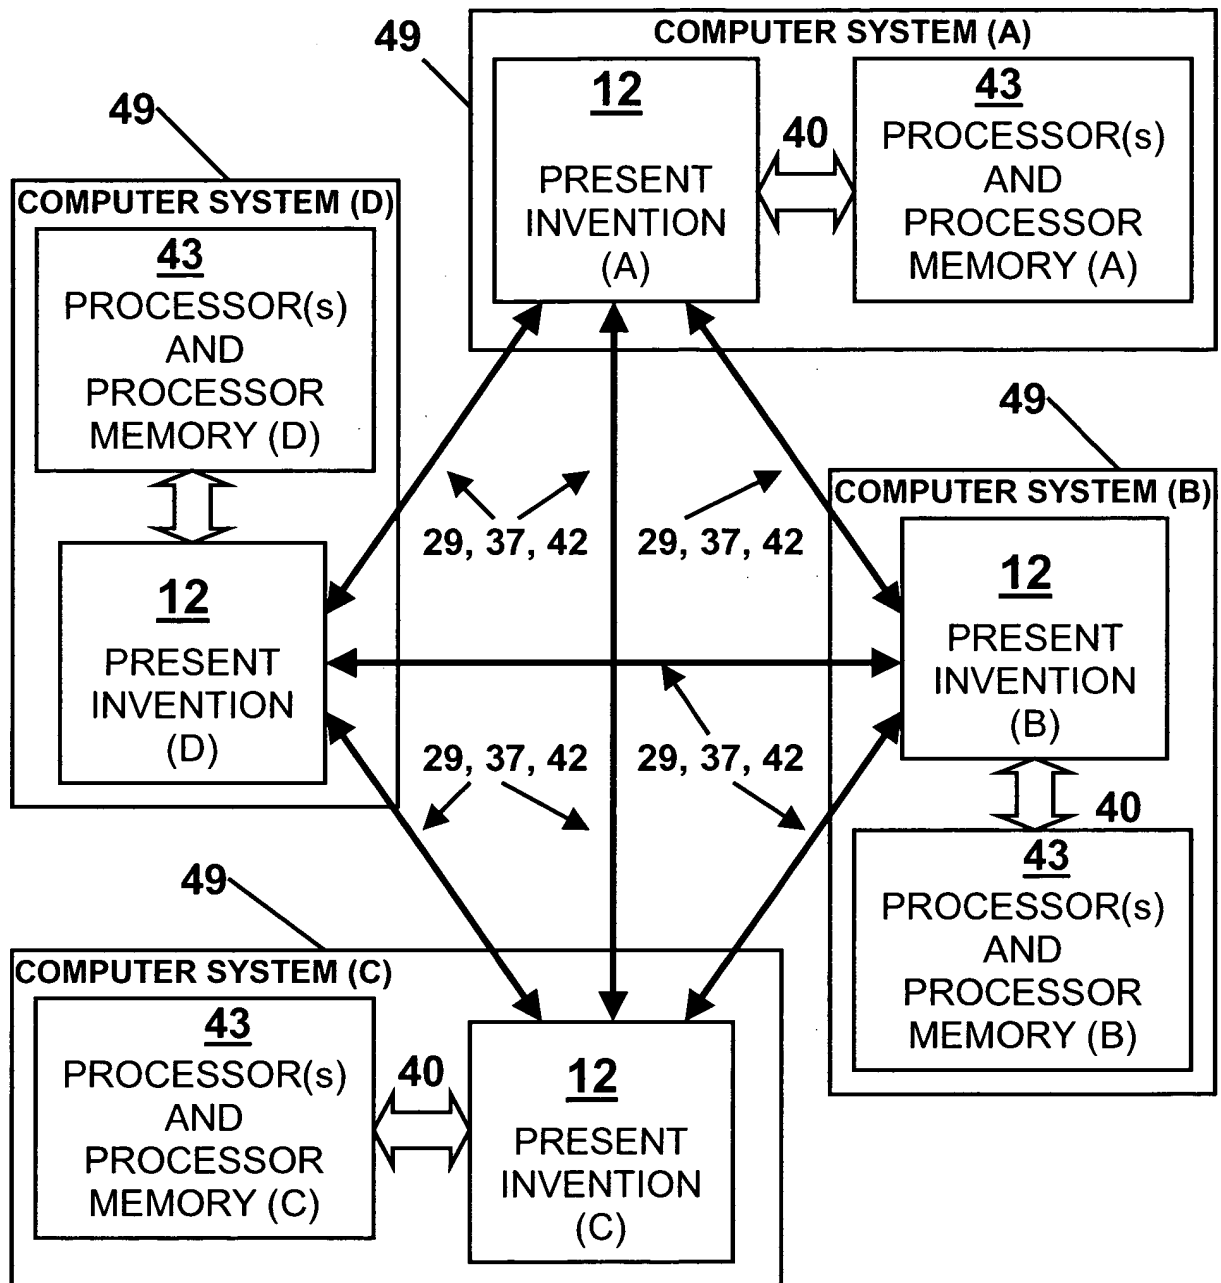 49
COMPUTER SYSTEM (A)
12
PRESENT
INVENTION
(A)
40
43
PROCESSOR(s)
AND
PROCESSOR
MEMORY (A)
49
COMPUTER SYSTEM (D)
43
PROCESSOR(s)
AND
PROCESSOR
MEMORY (D)
12
PRESENT
INVENTION
(D)
29, 37, 42
29, 37, 42
29, 37, 42
29, 37, 42
49
COMPUTER SYSTEM (B)
12
PRESENT
INVENTION
(B)
40
43
PROCESSOR(s)
AND
PROCESSOR
MEMORY (B)
49
COMPUTER SYSTEM (C)
43
PROCESSOR(s)
AND
PROCESSOR
MEMORY (C)
40
12
PRESENT
INVENTION
(C)